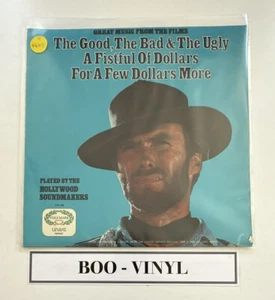 GREAT MUSIC FROM THE FILMS
The Good, The Bad & The Ugly
A Fistful Of Dollars
For A Few Dollars More
PLAYED BY THE
HOLLYWOOD
SOUNDMAKERS
BOO - VINYL